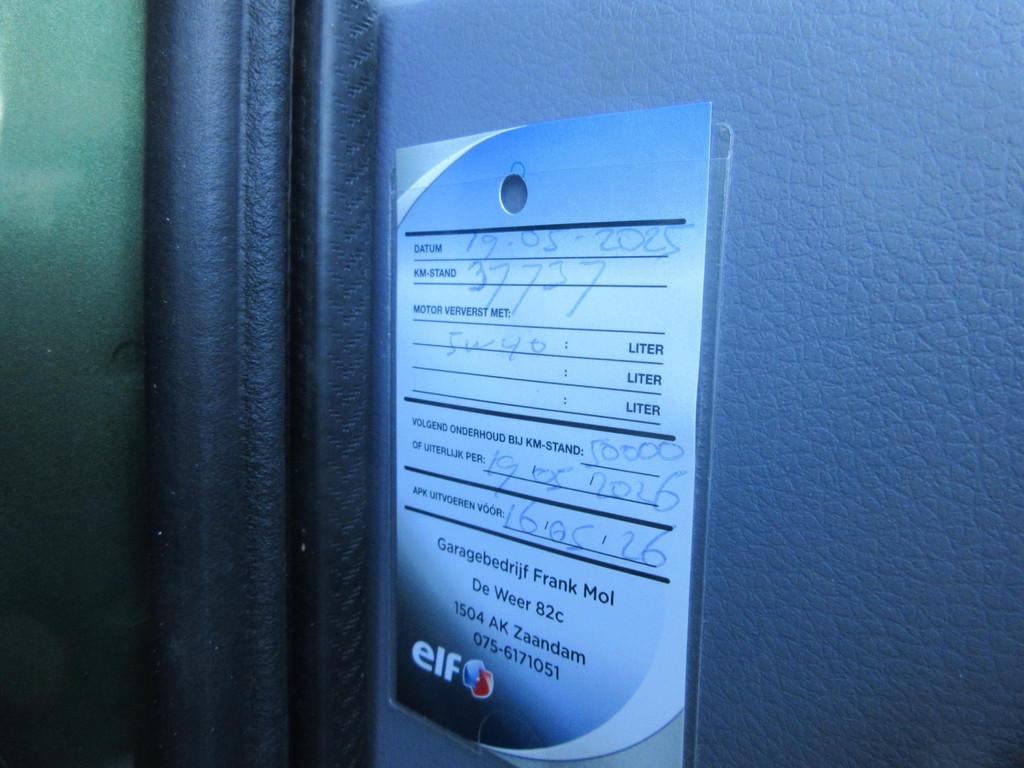 DATUM 19-05-2025
KM-STAND 37737
MOTOR VERVERST MET:
5W40 : LITER
: LITER
: LITER
VOLGEND ONDERHOUD BIJ KM-STAND: 50000
OF UITERLIJK PER: 19/05/2026
APK UITVOEREN VÓÓR: 16/05/26
Garagebedrijf Frank Mol
De Weer 82c
1504 AK Zaandam
075-6171051
elf